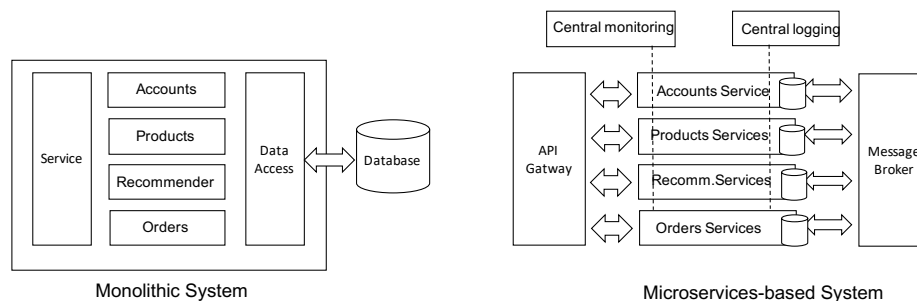 Central monitoring
Central logging
Service
Accounts
Products
Recommender
Orders
Data
Access
Database
Monolithic System
API
Gatway
Accounts Service
Products Services
Recomm.Services
Orders Services
Message
Broker
Microservices-based System